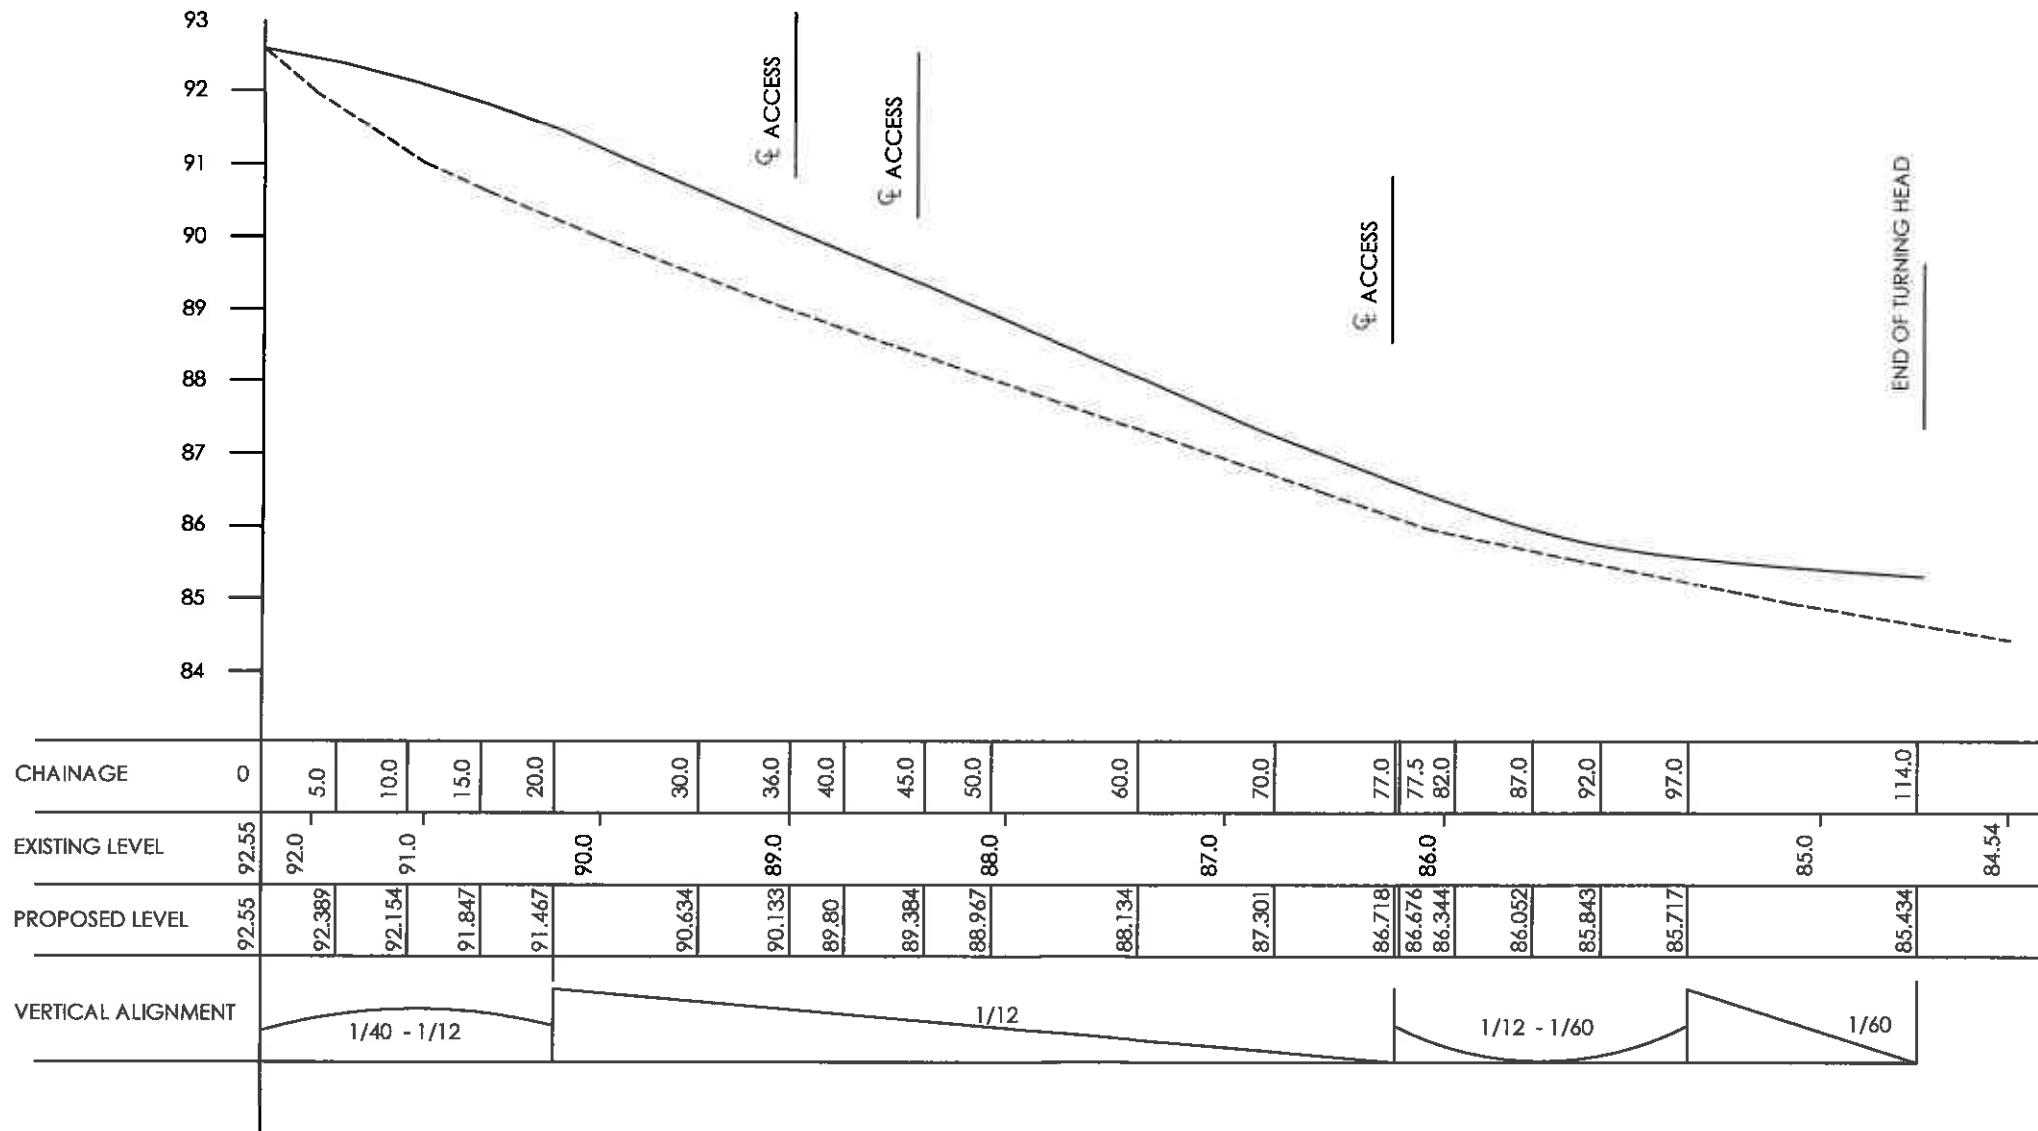 93
92
91
90
89
88
87
86
85
84
℄ ACCESS
℄ ACCESS
℄ ACCESS
END OF TURNING HEAD
CHAINAGE 0 5.0 10.0 15.0 20.0 30.0 36.0 40.0 45.0 50.0 60.0 70.0 77.0 77.5 82.0 87.0 92.0 97.0 114.0
EXISTING LEVEL 92.55 92.0 91.0 90.0 89.0 88.0 87.0 86.0 85.0 84.54
PROPOSED LEVEL 92.55 92.389 92.154 91.847 91.467 90.634 90.133 89.80 89.384 88.967 88.134 87.301 86.718 86.676 86.344 86.052 85.843 85.717 85.434
VERTICAL ALIGNMENT 1/40 - 1/12 1/12 1/12 - 1/60 1/60